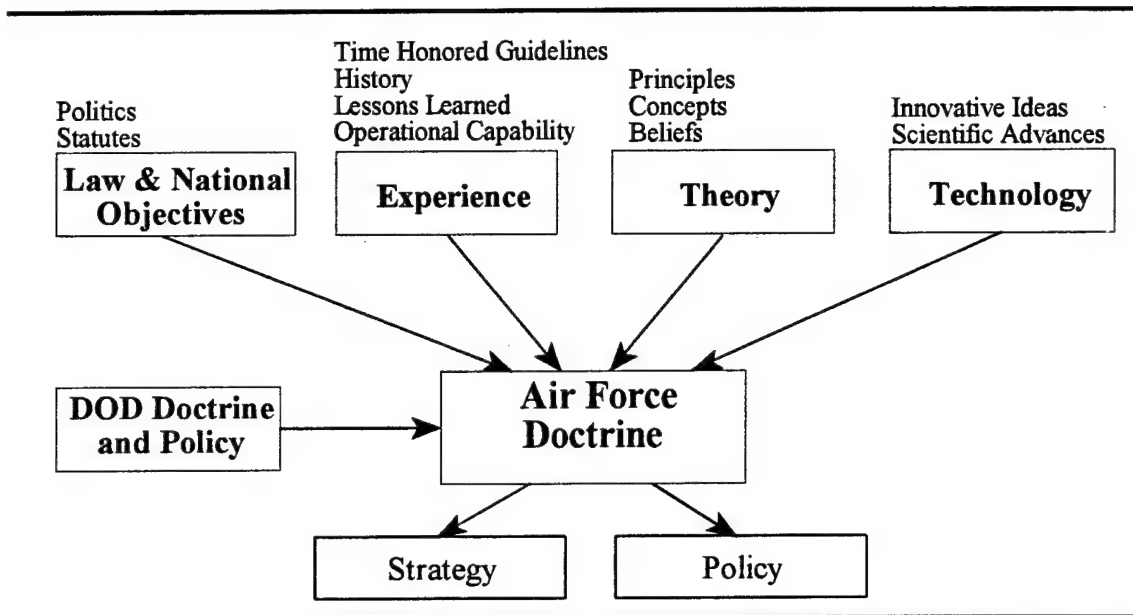 Politics
Statutes
Law & National
Objectives
Time Honored Guidelines
History
Lessons Learned
Operational Capability
Experience
Principles
Concepts
Beliefs
Theory
Innovative Ideas
Scientific Advances
Technology
DOD Doctrine
and Policy
Air Force
Doctrine
Strategy
Policy